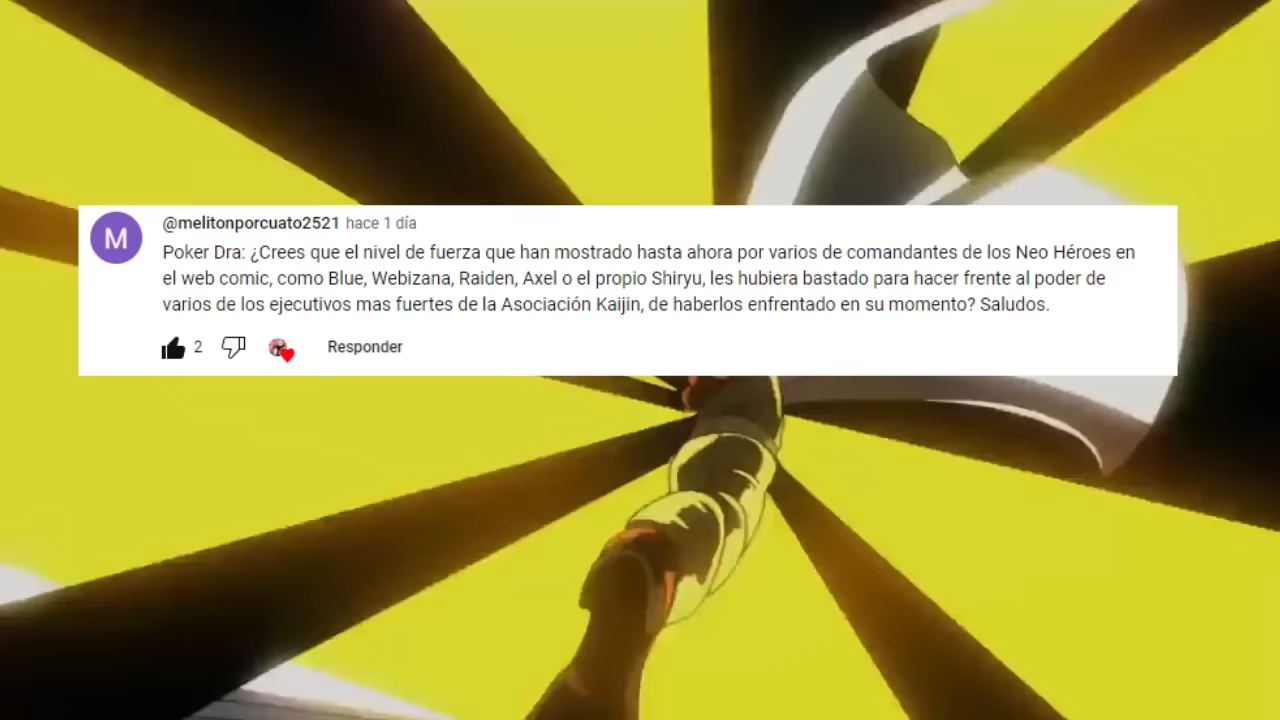 M
@melitonporcuato2521 hace 1 día
Poker Dra: ¿Crees que el nivel de fuerza que han mostrado hasta ahora por varios de comandantes de los Neo Héroes en
el web comic, como Blue, Webizana, Raiden, Axel o el propio Shiryu, les hubiera bastado para hacer frente al poder de
varios de los ejecutivos mas fuertes de la Asociación Kaijin, de haberlos enfrentado en su momento? Saludos.
2 Responder